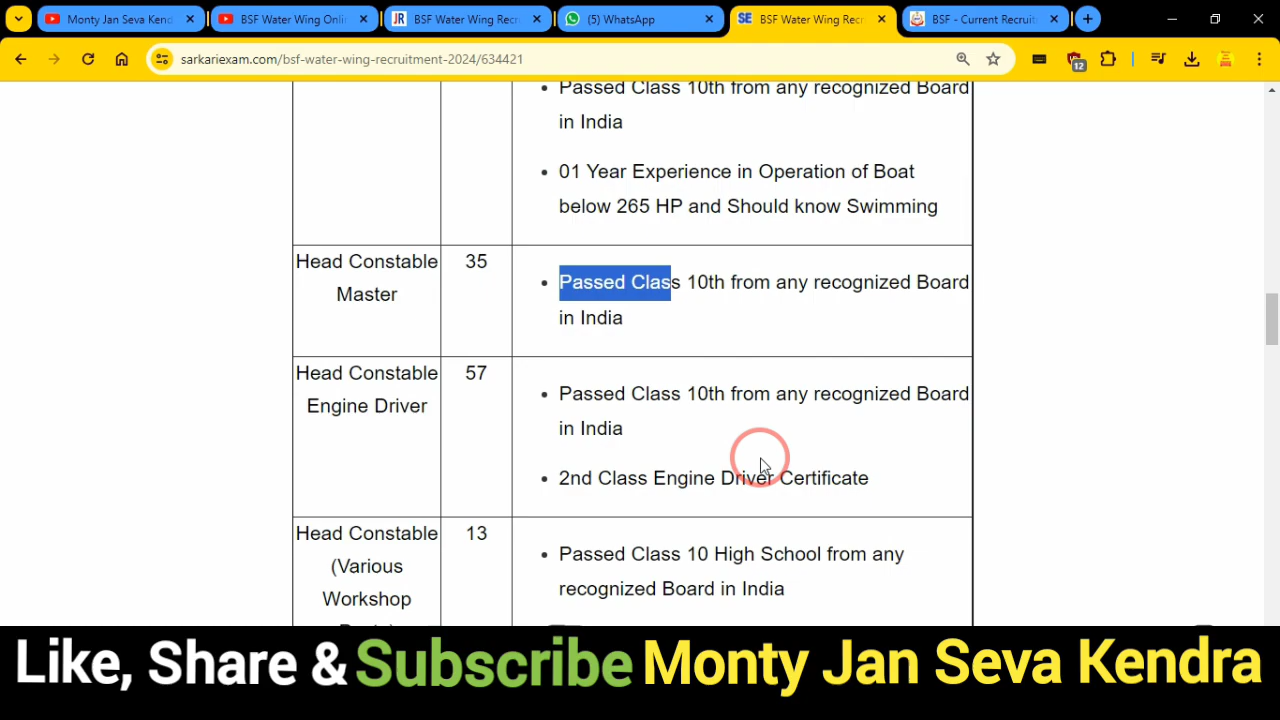 Monty Jan Seva Kend
BSF Water Wing Onli
BSF Water Wing Recr
(5) WhatsApp
BSF Water Wing Recr
BSF - Current Recruit
sarkariexam.com/bsf-water-wing-recruitment-2024/634421
12
Passed Class 10th from any recognized Board
in India
01 Year Experience in Operation of Boat
below 265 HP and Should know Swimming
Head Constable
Master
35
Passed Class 10th from any recognized Board
in India
Head Constable
Engine Driver
57
Passed Class 10th from any recognized Board
in India
2nd Class Engine Driver Certificate
Head Constable
(Various
Workshop
13
Passed Class 10 High School from any
recognized Board in India
Like, Share & Subscribe Monty Jan Seva Kendra